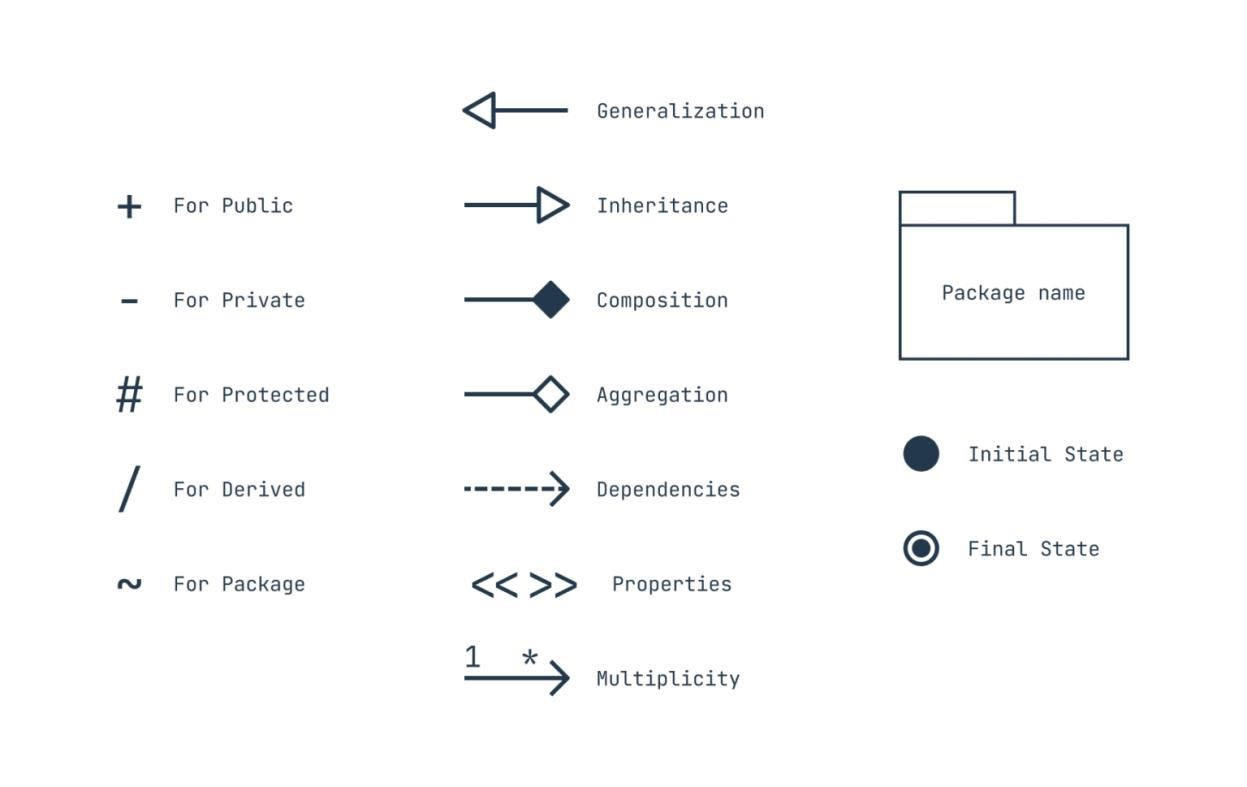 Generalization
+ For Public
Inheritance
- For Private
Composition
Package name
# For Protected
Aggregation
/ For Derived
Dependencies
Initial State
~ For Package
<< >> Properties
Final State
1 *
Multiplicity